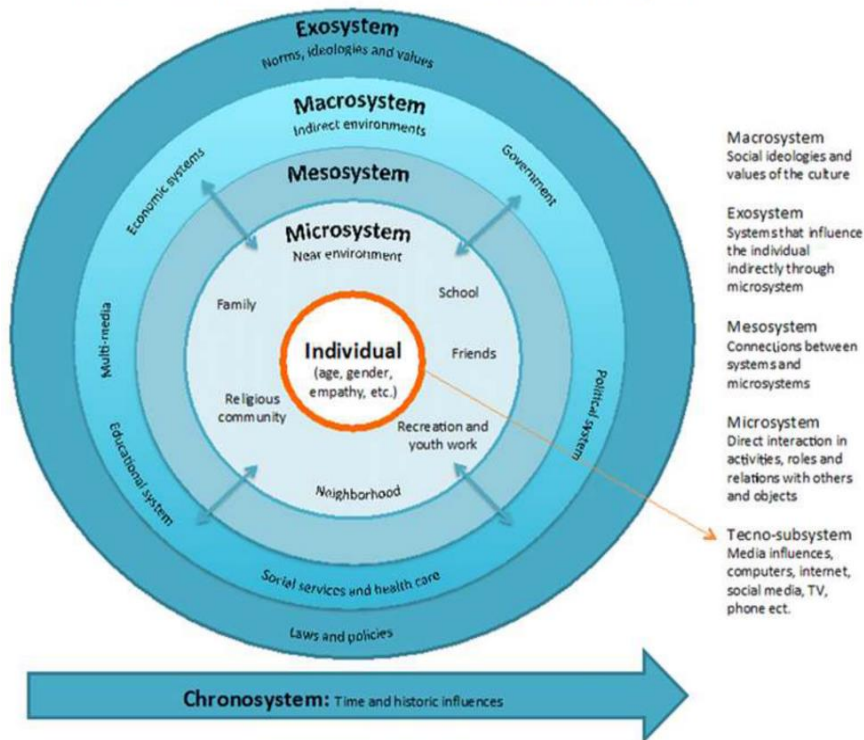 Exosystem
Norms, ideologies and values
Macrosystem
Indirect environments
Economic systems
Government
Mesosystem
Microsystem
Near environment
Family
School
Multi-media
Individual
(age, gender,
empathy, etc.)
Friends
Religious
community
Recreation and
youth work
Political system
Educational system
Neighborhood
Social services and health care
Laws and policies
Macrosystem
Social ideologies and
values of the culture
Exosystem
Systems that influence
the individual
indirectly through
microsystem
Mesosystem
Connections between
systems and
microsystems
Microsystem
Direct interaction in
activities, roles and
relations with others
and objects
Tecno-subsystem
Media influences,
computers, internet,
social media, TV,
phone ect.
Chronosystem: Time and historic influences